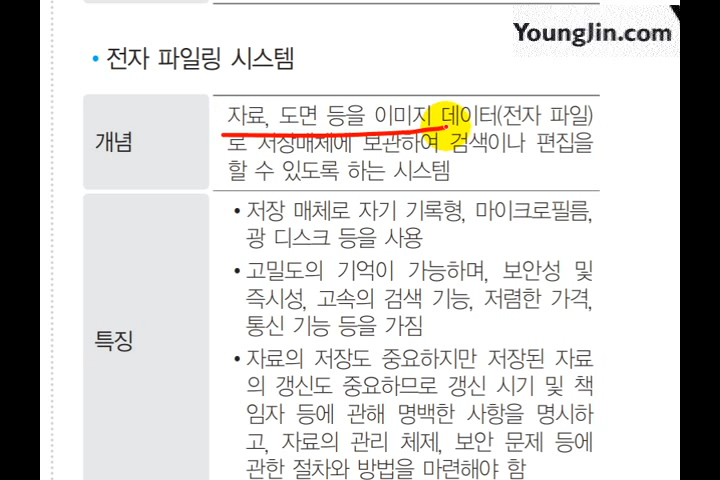 YoungJin.com
• 전자 파일링 시스템
개념
자료, 도면 등을 이미지 데이터(전자 파일)
로 저장매체에 보관하여 검색이나 편집을
할 수 있도록 하는 시스템
특징
• 저장 매체로 자기 기록형, 마이크로필름,
광 디스크 등을 사용
• 고밀도의 기억이 가능하며, 보안성 및
즉시성, 고속의 검색 기능, 저렴한 가격,
통신 기능 등을 가짐
• 자료의 저장도 중요하지만 저장된 자료
의 갱신도 중요하므로 갱신 시기 및 책
임자 등에 관해 명백한 사항을 명시하
고, 자료의 관리 체제, 보안 문제 등에
관한 절차와 방법을 마련해야 함